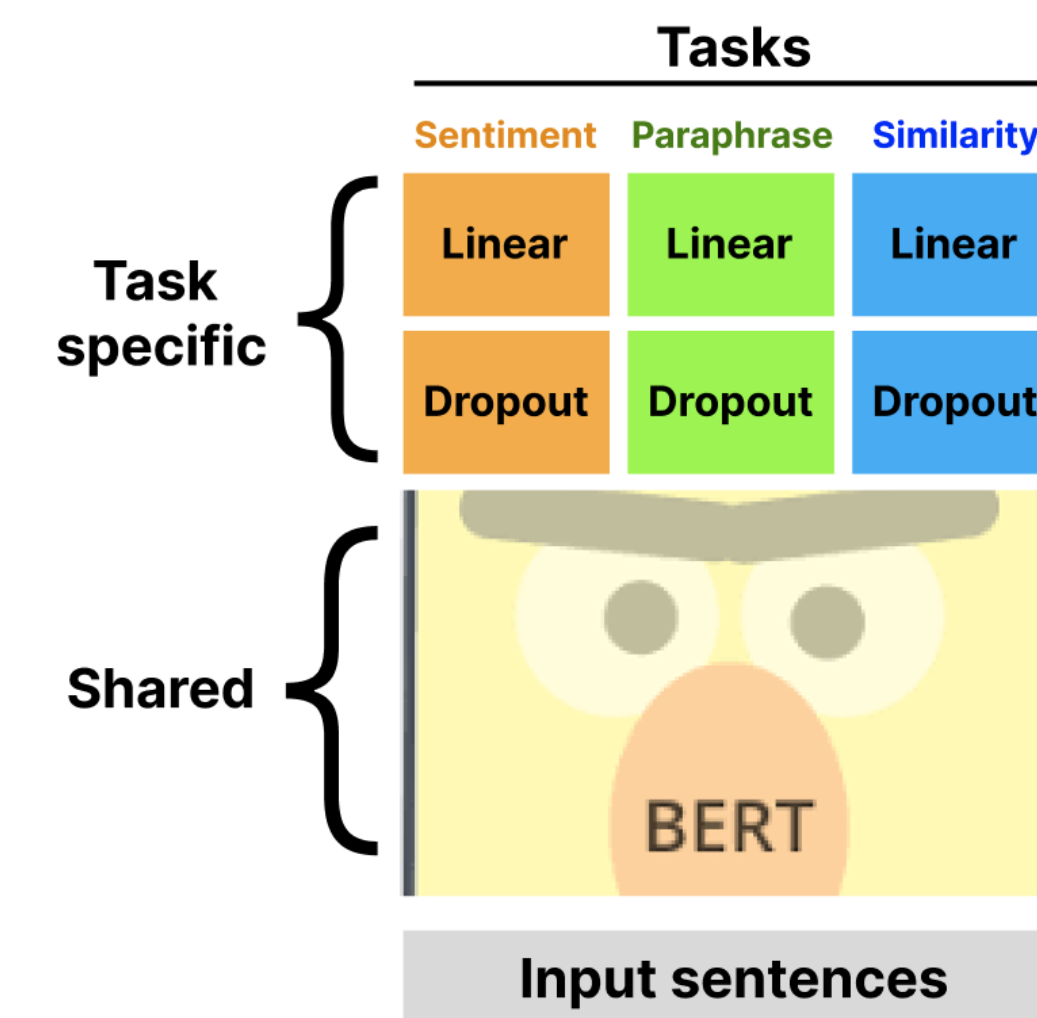 Tasks
Sentiment Paraphrase Similarity
Linear Linear Linear
Task
specific
Dropout Dropout Dropout
Shared
BERT
Input sentences